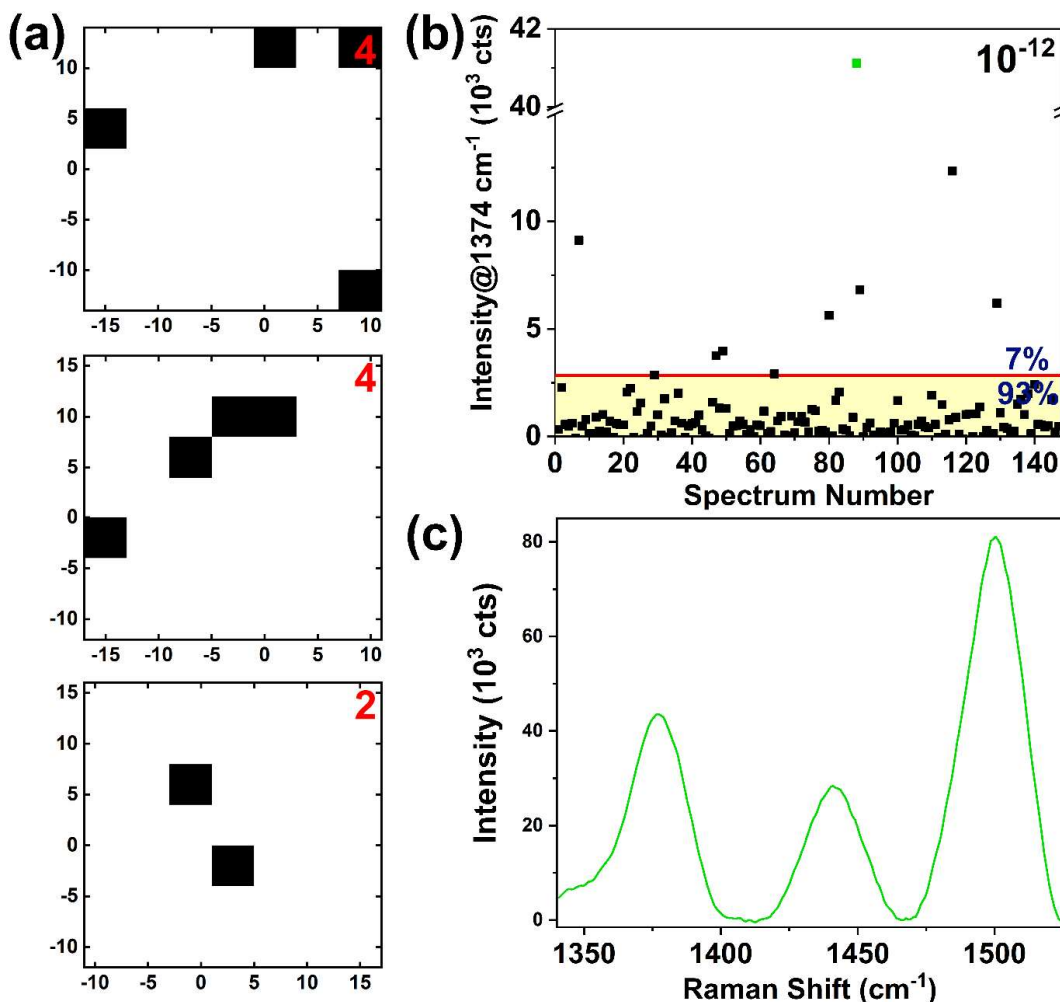 (a)
4
10
5
0
-5
-10
-15 -10 -5 0 5 10
4
15
10
5
0
-5
-10
-15 -10 -5 0 5 10
2
15
10
5
0
-5
-10
-10 -5 0 5 10 15
(b)
Intensity@1374 cm⁻¹ (10³ cts)
42
40
10
5
0
10⁻¹²
7%
93%
0 20 40 60 80 100 120 140
Spectrum Number
(c)
Intensity (10³ cts)
80
60
40
20
0
1350 1400 1450 1500
Raman Shift (cm⁻¹)